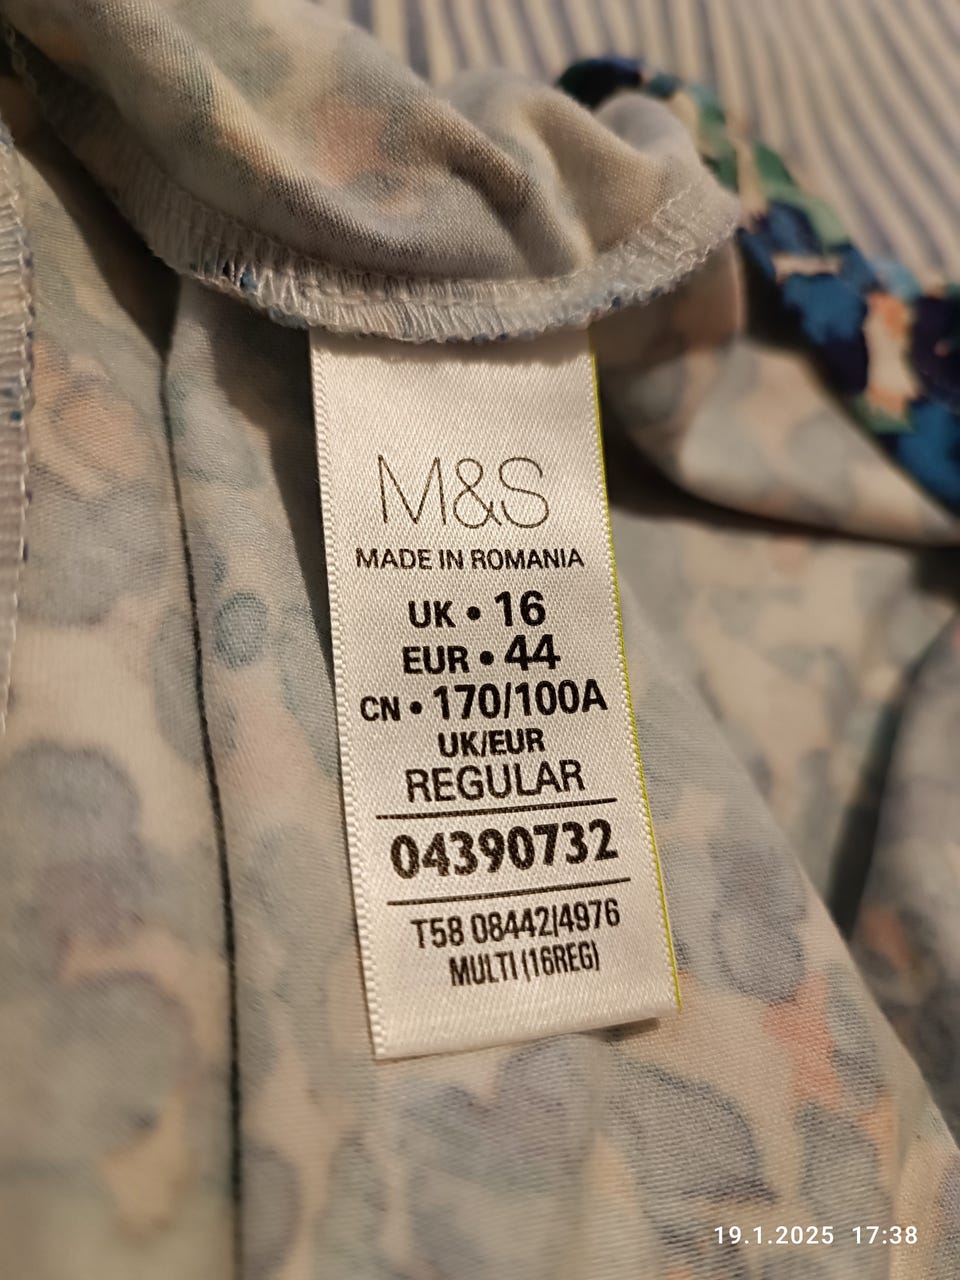 M&S
MADE IN ROMANIA
UK • 16
EUR • 44
CN • 170/100A
UK/EUR
REGULAR
04390732
T58 08442/4976
MULTI (16REG)
19.1.2025 17:38